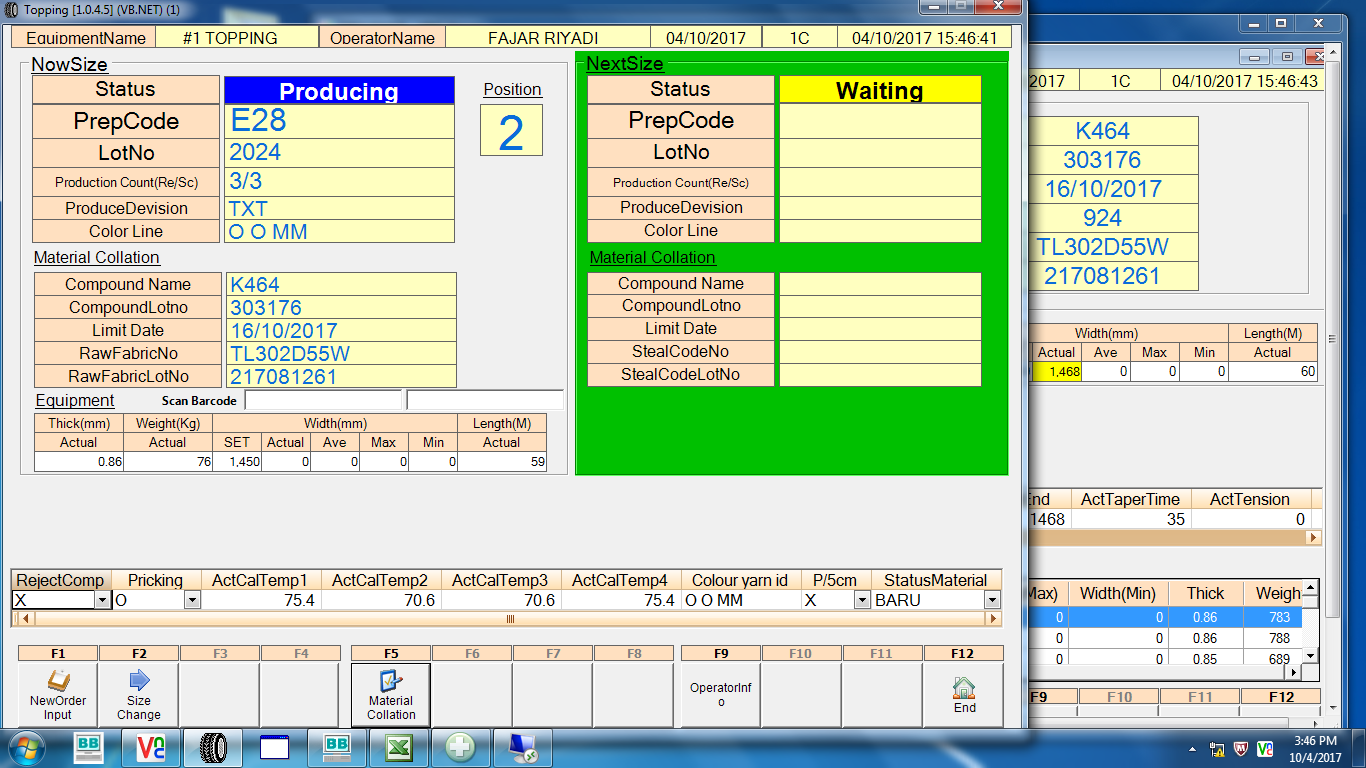 Topping [1.0.4.5] (VB.NET) (1)
EquipmentName #1 TOPPING OperatorName FAJAR RIYADI 04/10/2017 1C 04/10/2017 15:46:41
NowSize
Status Producing
PrepCode E28
LotNo 2024
Production Count(Re/Sc) 3/3
ProduceDevision TXT
Color Line O O MM
Position
2
Material Collation
Compound Name K464
CompoundLotno 303176
Limit Date 16/10/2017
RawFabricNo TL302D55W
RawFabricLotNo 217081261
Equipment Scan Barcode
Thick(mm) Weight(Kg) Width(mm) Length(M)
Actual Actual SET Actual Ave Max Min Actual
0.86 76 1,450 0 0 0 0 59
NextSize
Status Waiting
PrepCode
LotNo
Production Count(Re/Sc)
ProduceDevision
Color Line
Material Collation
Compound Name
CompoundLotno
Limit Date
StealCodeNo
StealCodeLotNo
2017 1C 04/10/2017 15:46:43
K464
303176
16/10/2017
924
TL302D55W
217081261
Width(mm) Length(M)
Actual Ave Max Min Actual
1,468 0 0 0 60
End ActTaperTime ActTension
1468 35 0
Max) Width(Min) Thick Weigh
0 0 0.86 783
0 0 0.86 788
0 0 0.85 689
F9 F10 F11 F12
RejectComp Pricking ActCalTemp1 ActCalTemp2 ActCalTemp3 ActCalTemp4 Colour yarn id P/5cm StatusMaterial
X O 75.4 70.6 70.6 75.4 O O MM X BARU
F1 F2 F3 F4 F5 F6 F7 F8 F9 F10 F11 F12
NewOrder
Input
Size
Change
Material
Collation
OperatorInf
o
End
BB
BB
3:46 PM
10/4/2017